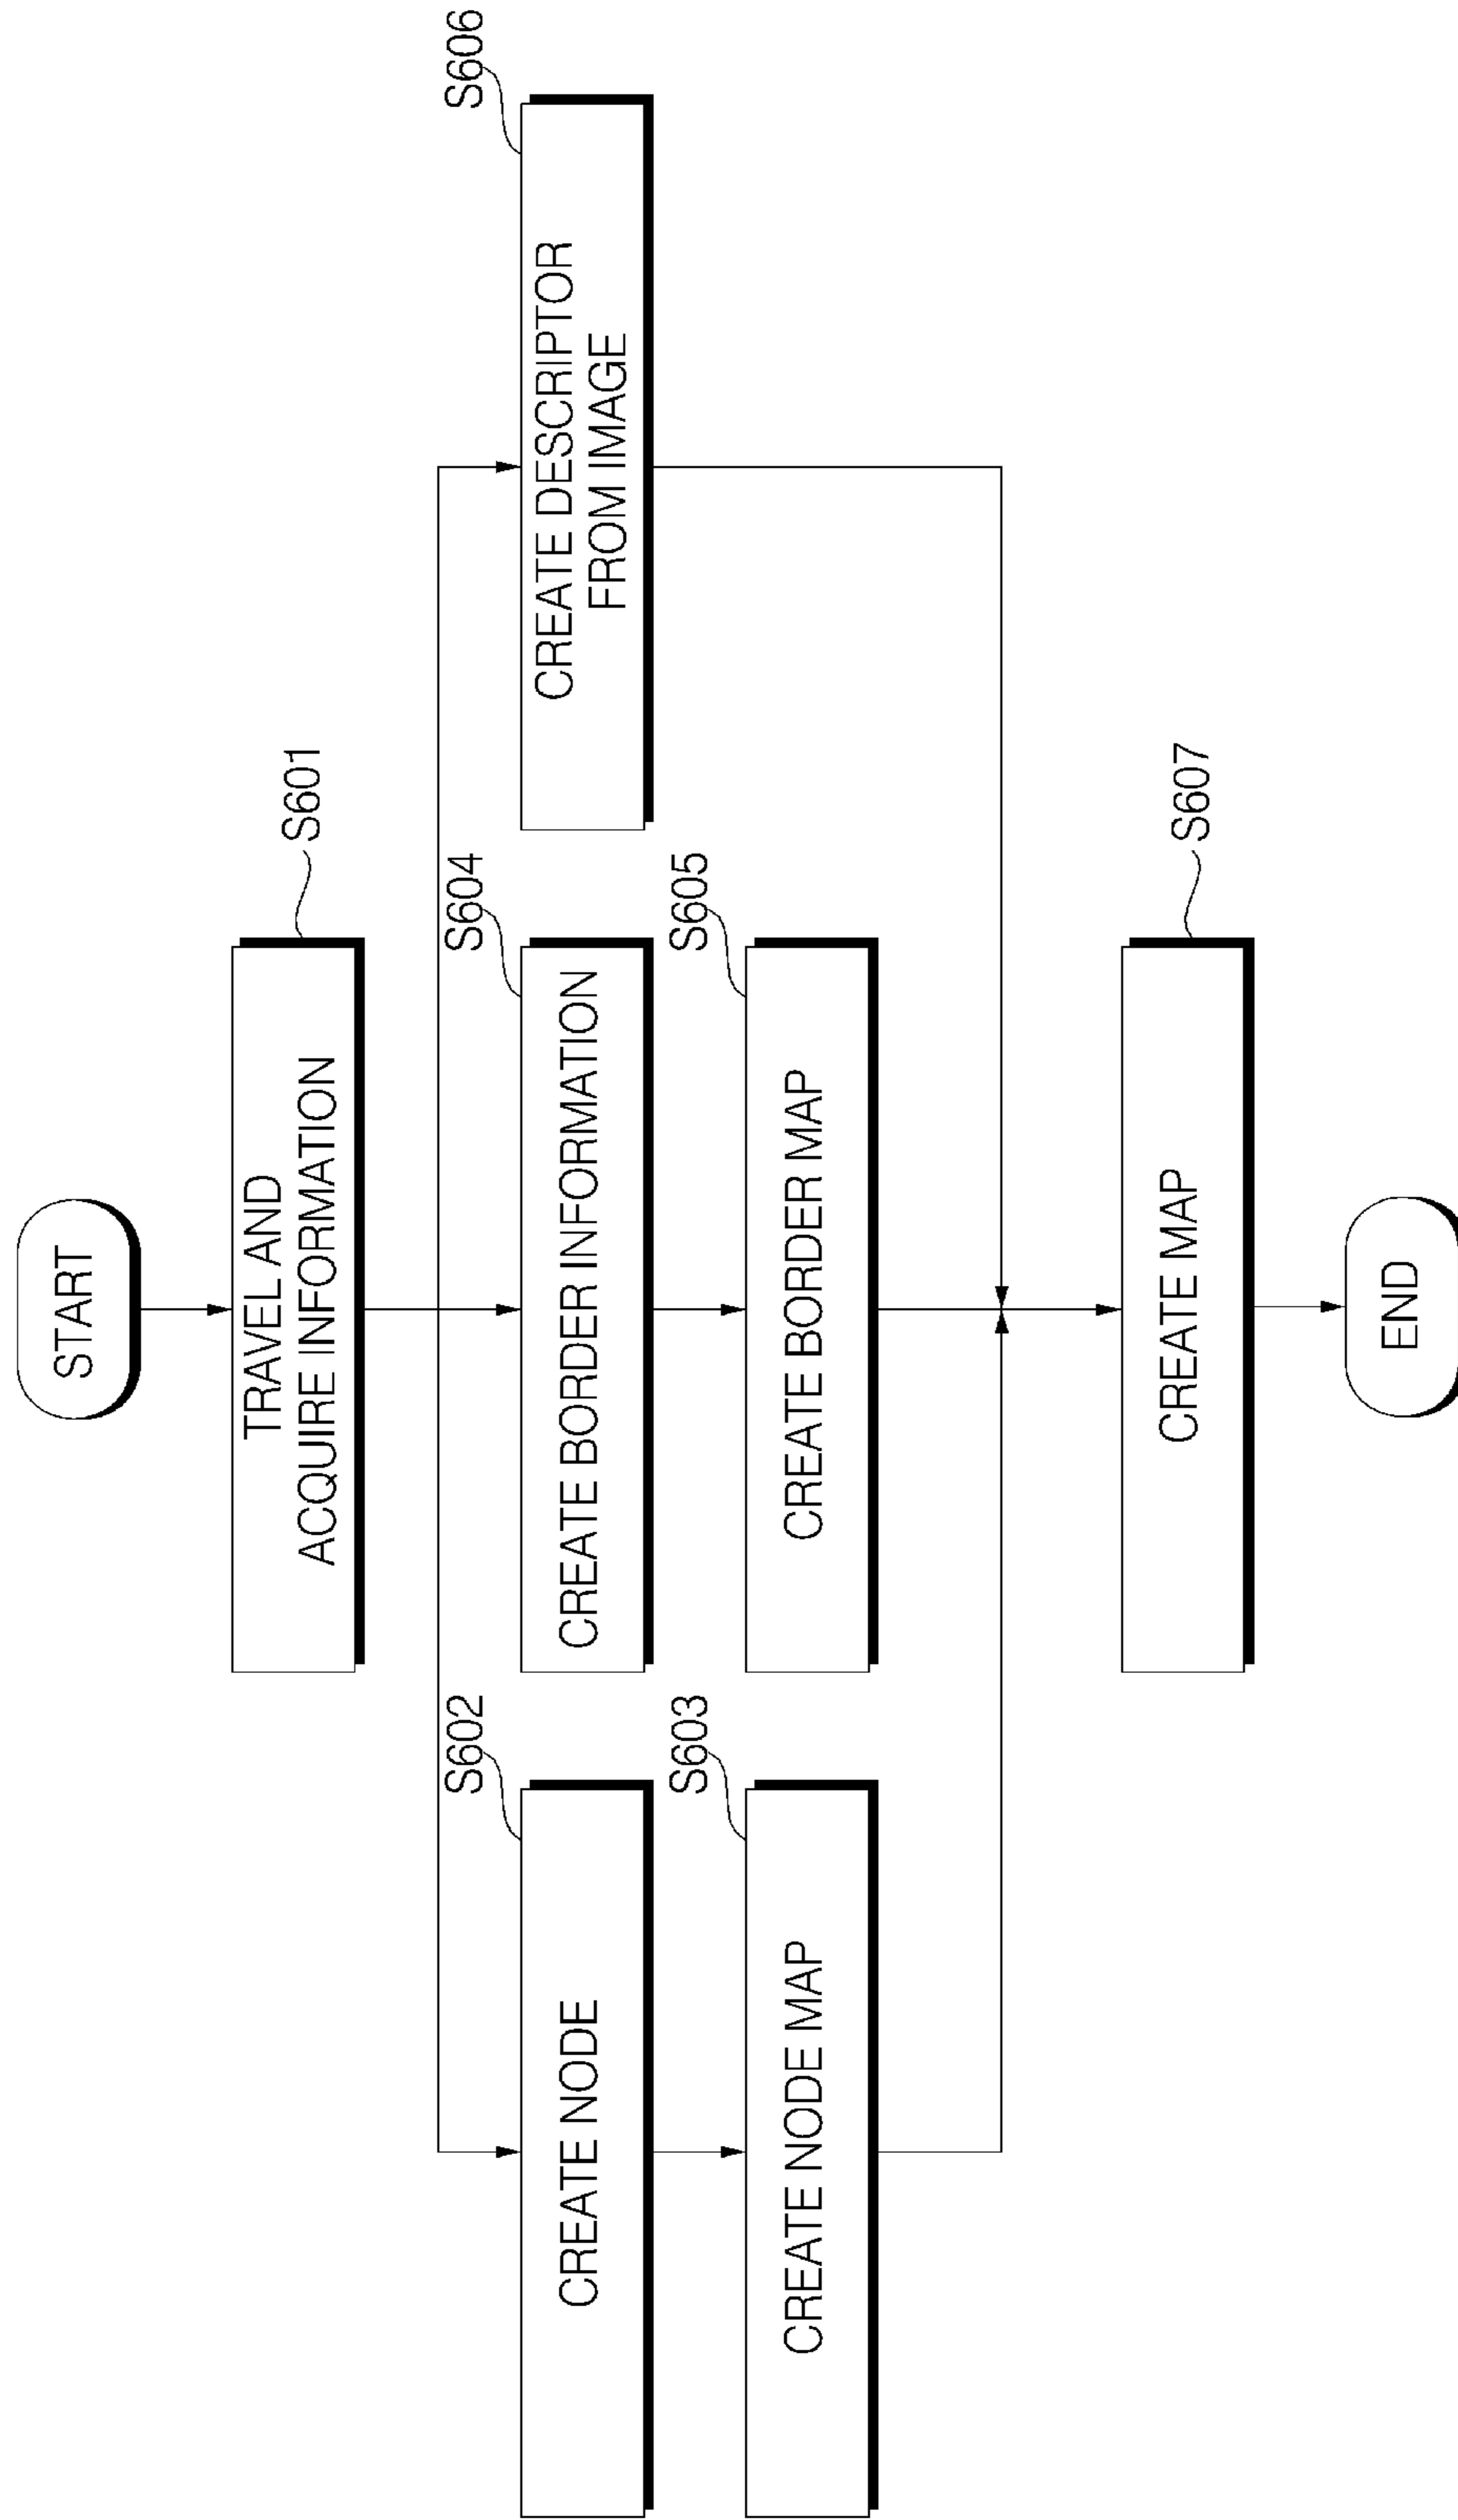 START
TRAVEL AND
ACQUIRE INFORMATION
S601
CREATE NODE
S602
CREATE NODE MAP
S603
CREATE BORDER INFORMATION
S604
CREATE BORDER MAP
S605
CREATE DESCRIPTOR
FROM IMAGE
S606
CREATE MAP
S607
END